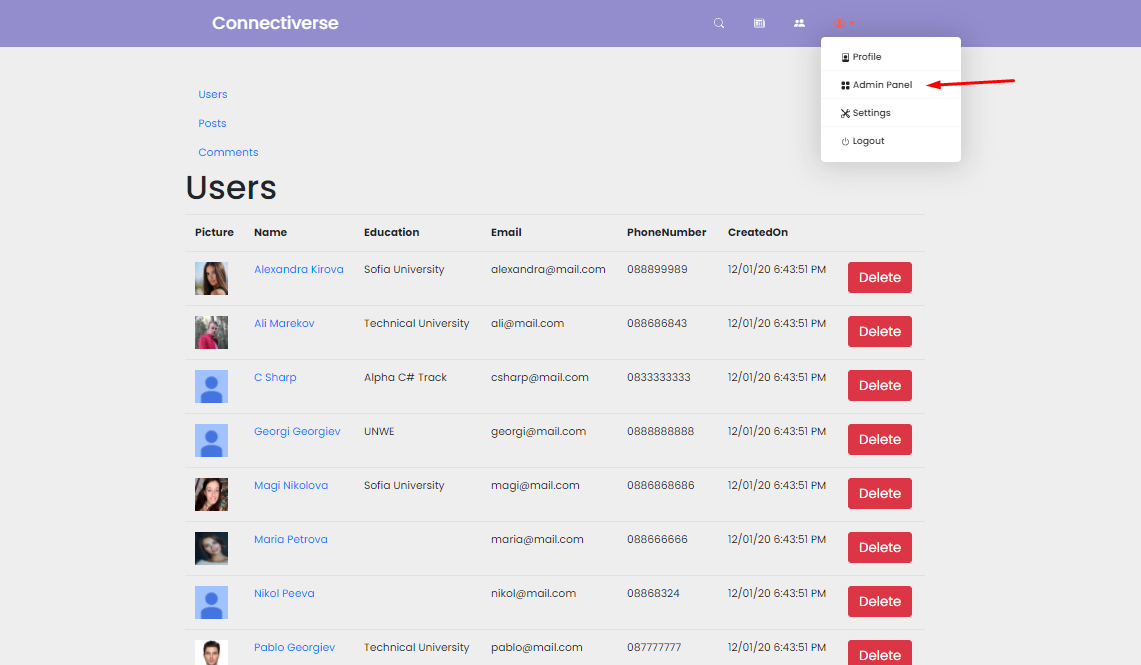 Connectiverse
Profile
Admin Panel
Settings
Logout
Users
Posts
Comments
Users
Picture Name Education Email PhoneNumber CreatedOn
Alexandra Kirova Sofia University alexandra@mail.com 088899989 12/01/20 6:43:51 PM Delete
Ali Marekov Technical University ali@mail.com 088686843 12/01/20 6:43:51 PM Delete
C Sharp Alpha C# Track csharp@mail.com 0833333333 12/01/20 6:43:51 PM Delete
Georgi Georgiev UNWE georgi@mail.com 0888888888 12/01/20 6:43:51 PM Delete
Magi Nikolova Sofia University magi@mail.com 0886868686 12/01/20 6:43:51 PM Delete
Maria Petrova maria@mail.com 088666666 12/01/20 6:43:51 PM Delete
Nikol Peeva nikol@mail.com 08868324 12/01/20 6:43:51 PM Delete
Pablo Georgiev Technical University pablo@mail.com 087777777 12/01/20 6:43:51 PM Delete